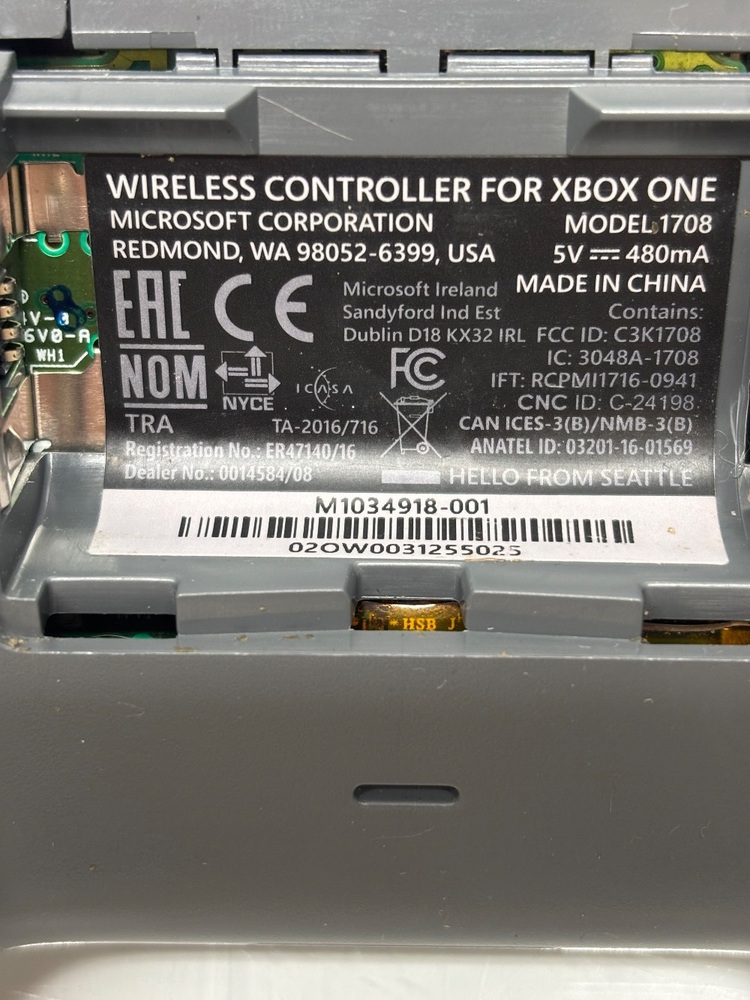 WIRELESS CONTROLLER FOR XBOX ONE
MICROSOFT CORPORATION MODEL 1708
REDMOND, WA 98052-6399, USA 5V 480mA
MADE IN CHINA
EAC CE
Microsoft Ireland
Sandyford Ind Est
Dublin D18 KX32 IRL
Contains:
FCC ID: C3K1708
IC: 3048A-1708
IFT: RCPMI1716-0941
CNC ID: C-24198
NOM
NYCE
ICASA
FC
TRA
TA-2016/716
CAN ICES-3(B)/NMB-3(B)
Registration No.: ER47140/16
ANATEL ID: 03201-16-01569
Dealer No.: 0014584/08
HELLO FROM SEATTLE
M1034918-001
02OW0031255025
6V0-A
WH1
* HSB J